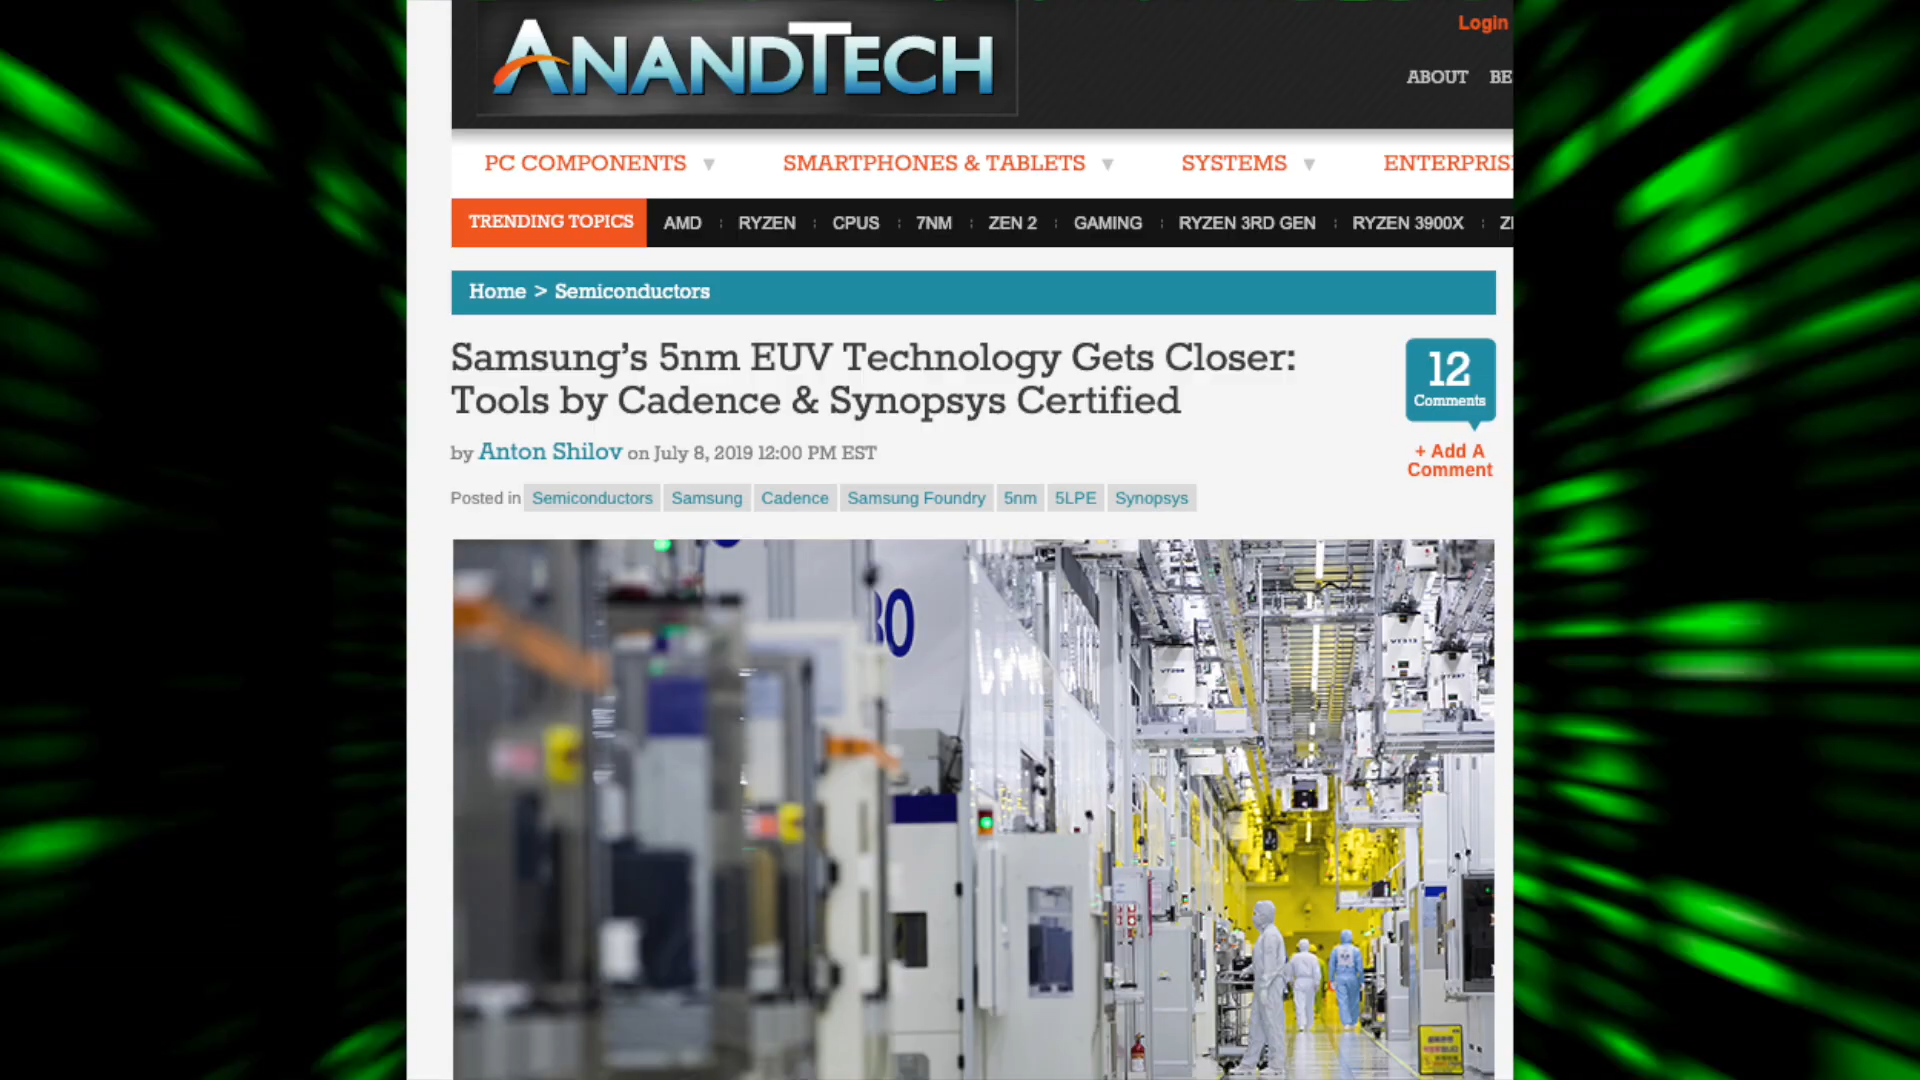 ANANDTECH
Login
ABOUT BE
PC COMPONENTS SMARTPHONES & TABLETS SYSTEMS ENTERPRIS
TRENDING TOPICS AMD RYZEN CPUS 7NM ZEN 2 GAMING RYZEN 3RD GEN RYZEN 3900X
Home > Semiconductors
Samsung's 5nm EUV Technology Gets Closer:
Tools by Cadence & Synopsys Certified
12
Comments
+ Add A
Comment
by Anton Shilov on July 8, 2019 12:00 PM EST
Posted in Semiconductors Samsung Cadence Samsung Foundry 5nm 5LPE Synopsys